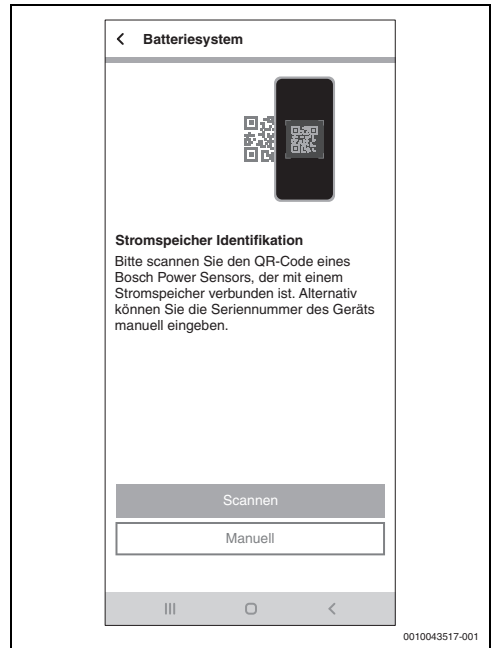 Batteriesystem
Stromspeicher Identifikation
Bitte scannen Sie den QR-Code eines
Bosch Power Sensors, der mit einem
Stromspeicher verbunden ist. Alternativ
können Sie die Seriennummer des Geräts
manuell eingeben.
Scannen
Manuell
0010043517-001